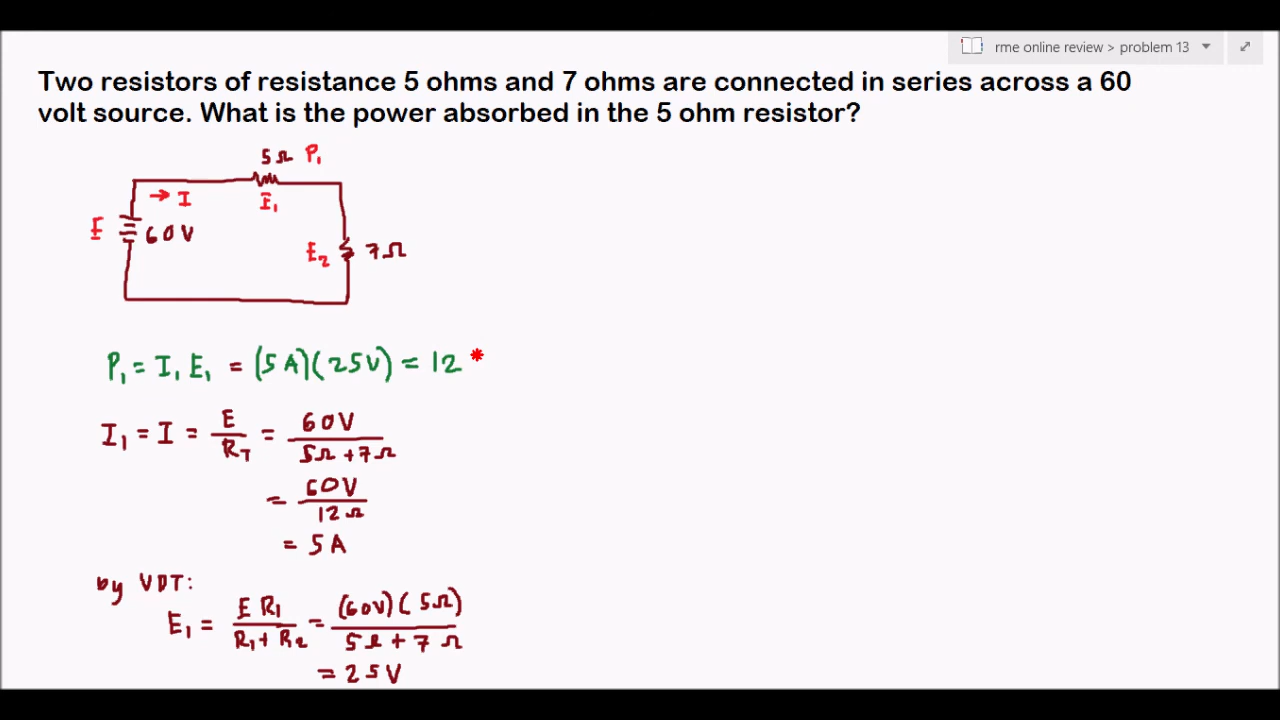 rme online review > problem 13
Two resistors of resistance 5 ohms and 7 ohms are connected in series across a 60
volt source. What is the power absorbed in the 5 ohm resistor?
5Ω P₁
→ I
E₁
E
60V
E₂
7Ω
P₁ = I₁ E₁ = (5A)(25V) = 12
I₁ = I = E/R_T = 60V/(5Ω + 7Ω)
= 60V/12Ω
= 5A
by VDT:
E₁ = E R₁/(R₁ + R₂) = (60V)(5Ω)/(5Ω + 7Ω)
= 25V